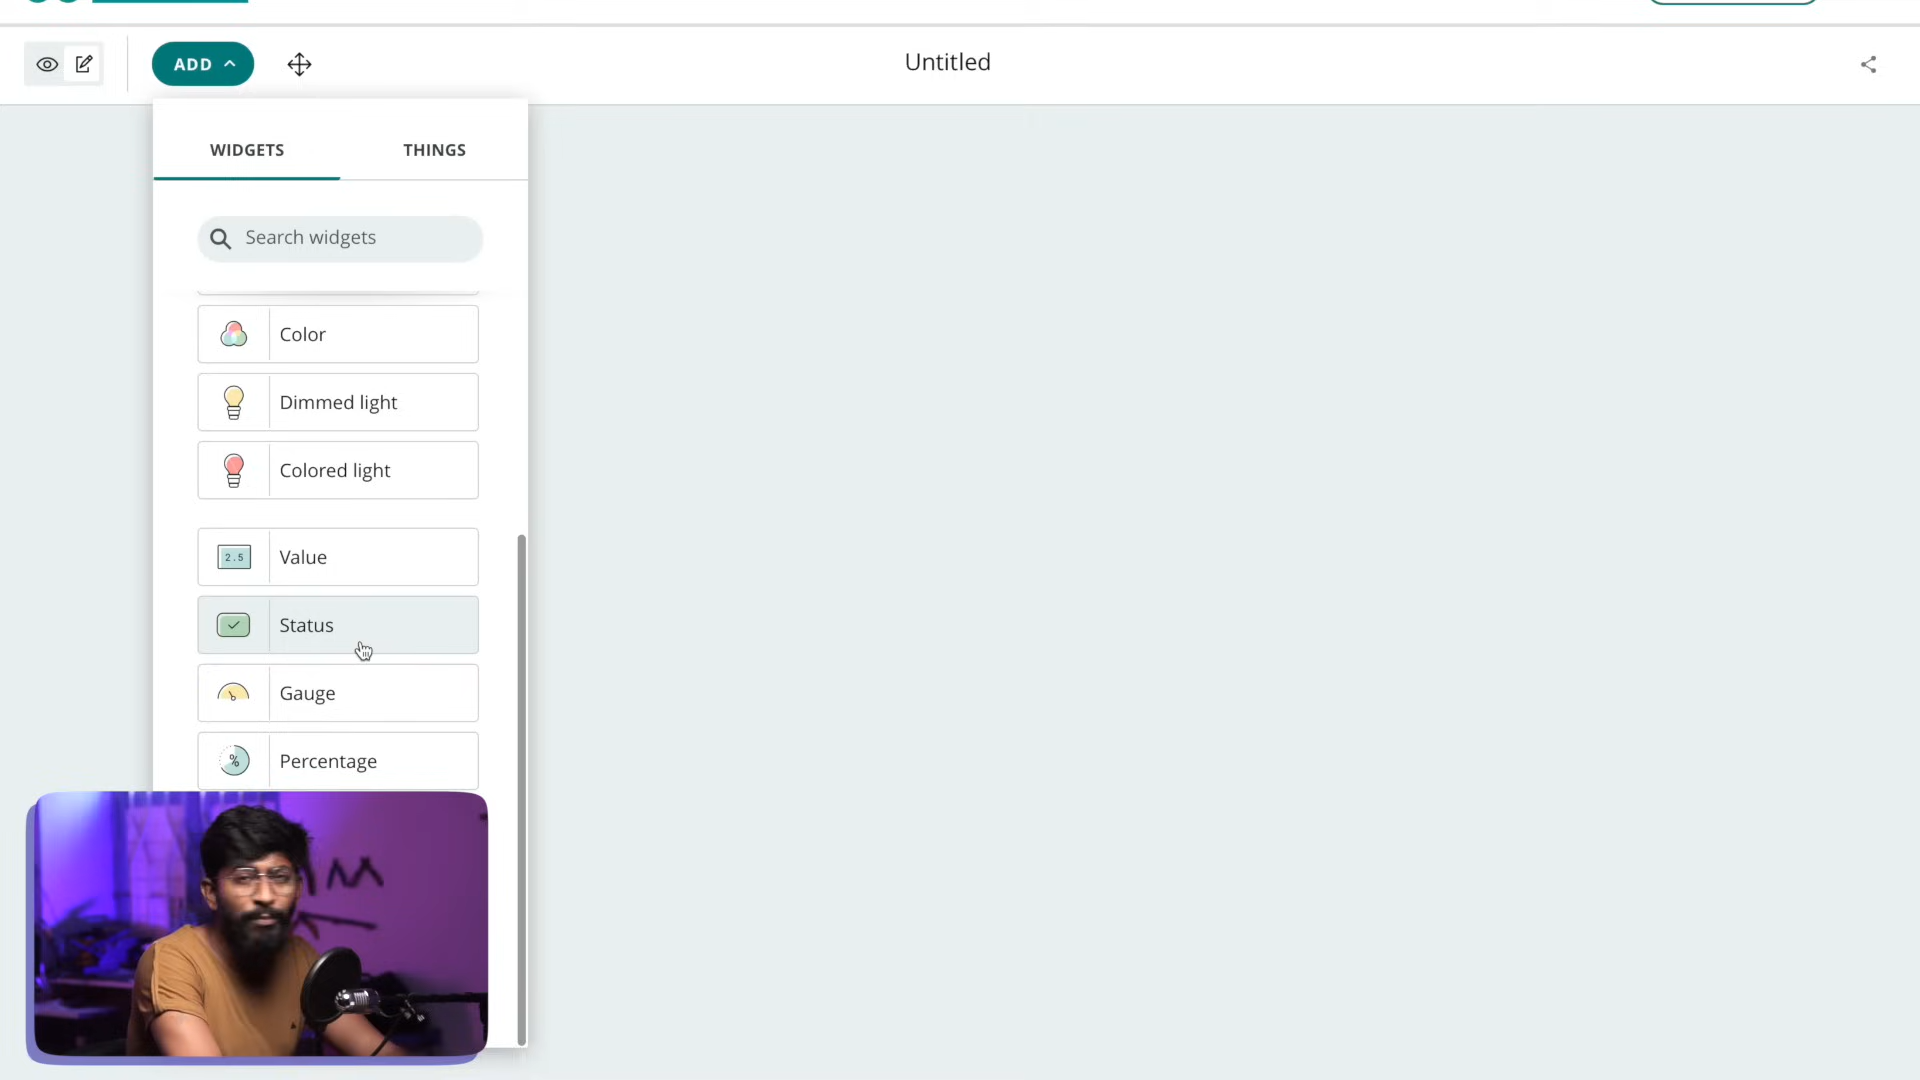 ADD
Untitled
WIDGETS THINGS
Search widgets
Color
Dimmed light
Colored light
2.5 Value
Status
Gauge
% Percentage